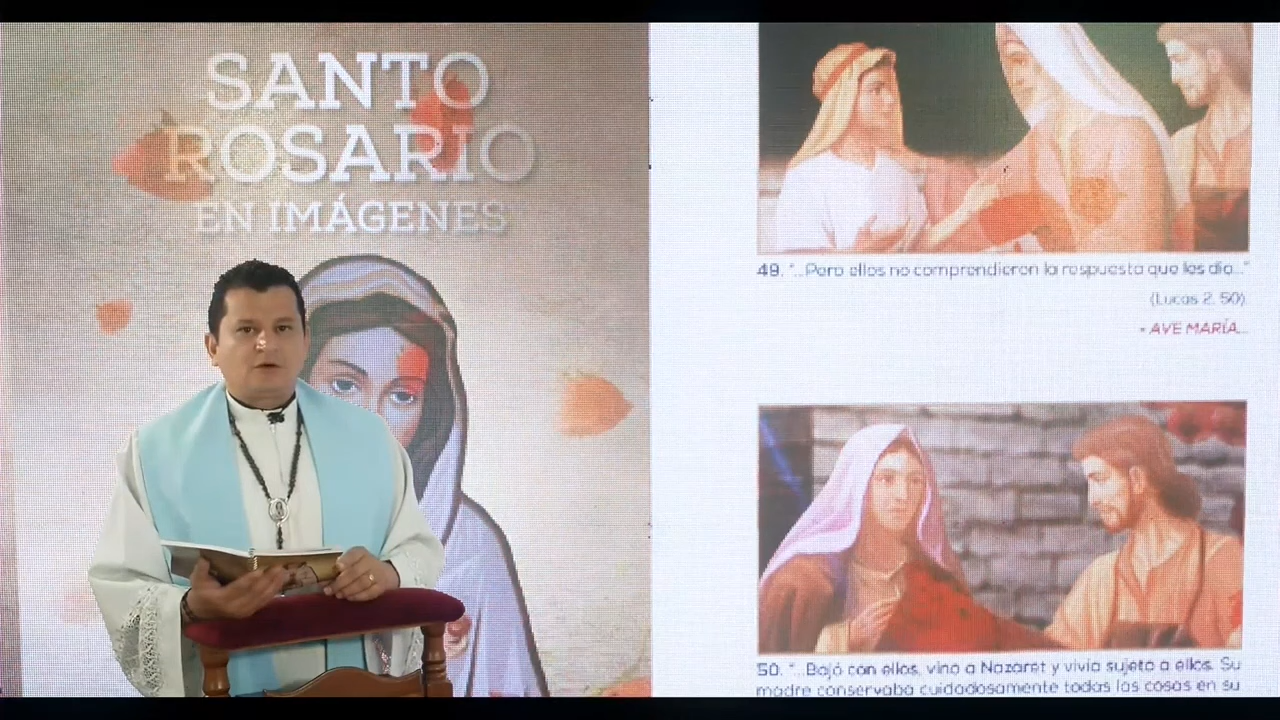 SANTO
ROSARIO
EN IMÁGENES
49. "...Pero ellos no comprendieron la respuesta que les dio..."
(Lucas 2, 50).
- AVE MARÍA...
50. "...Bajó con ellos, vino a Nazaret y vivía sujeto a ellos. Su
madre conservaba cuidadosamente todas las cosas en su